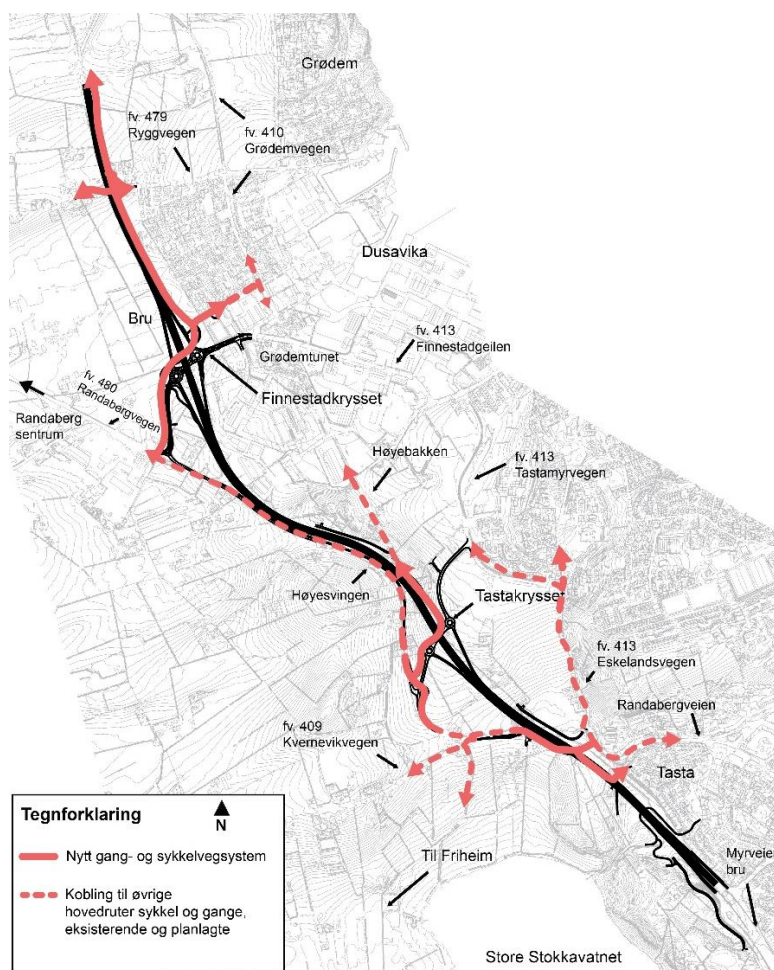 Grødem
fv. 479
Ryggvegen
fv. 410
Grødemvegen
Dusavika
Bru
fv. 413
Finnestadgeilen
Grødemtunet
fv. 480
Randabergvegen
Finnestadkrysset
Randaberg
sentrum
Høyebakken
fv. 413
Tastamyrvegen
Høyesvingen
Tastakrysset
fv. 413
Eskelandsvegen
Randabergveien
fv. 409
Kvernevikvegen
Tasta
Tegnforklaring
N
Nytt gang- og sykkelvegsystem
Kobling til øvrige
hovedruter sykkel og gange,
eksisterende og planlagte
Til Friheim
Myrveien
bru
Store Stokkavatnet